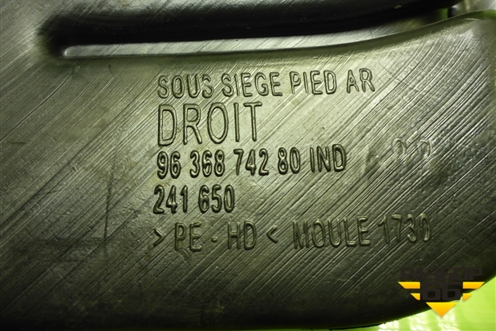 SOUS SIEGE PIED AR
DROIT
96 368 742 80 IND
241 650
> PE - HD < MOULE 1730